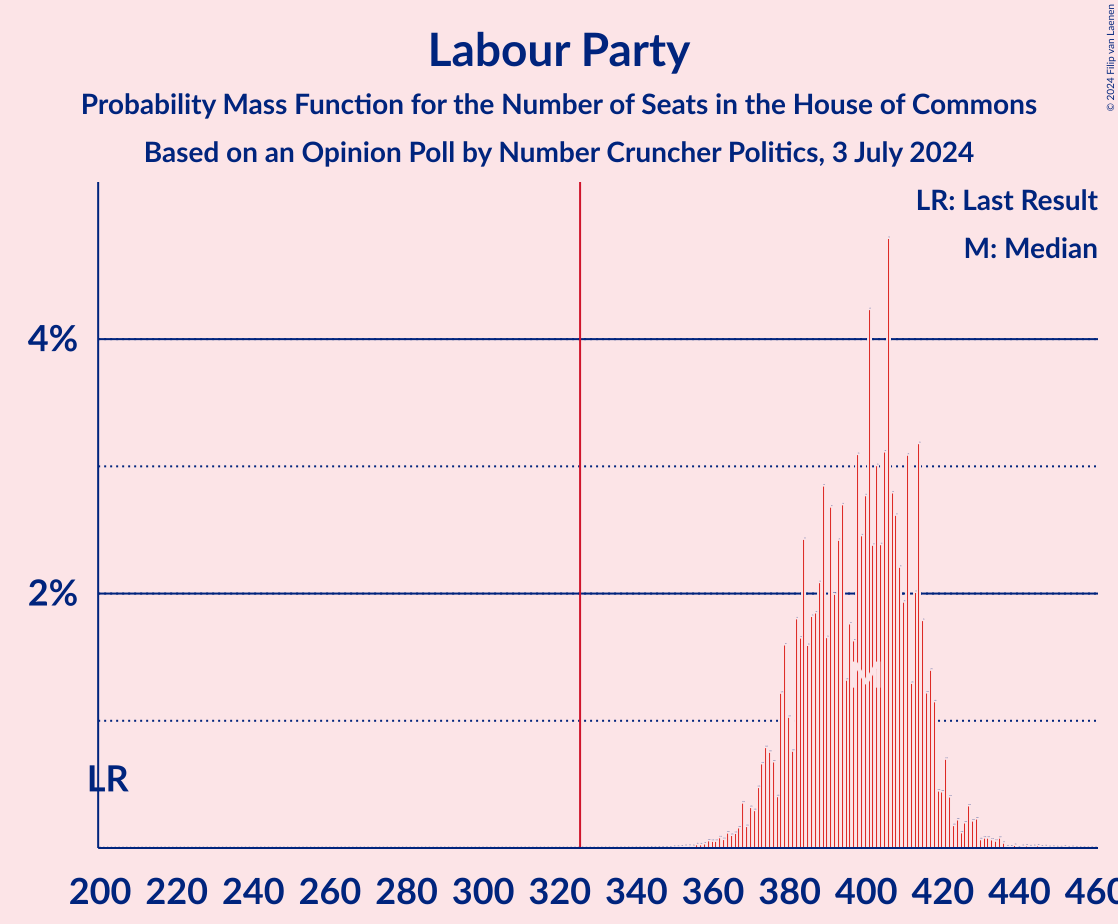 Labour Party
Probability Mass Function for the Number of Seats in the House of Commons
Based on an Opinion Poll by Number Cruncher Politics, 3 July 2024
© 2024 Filip van Laenen
LR: Last Result
M: Median
4%
2%
LR
M
200 220 240 260 280 300 320 340 360 380 400 420 440 460